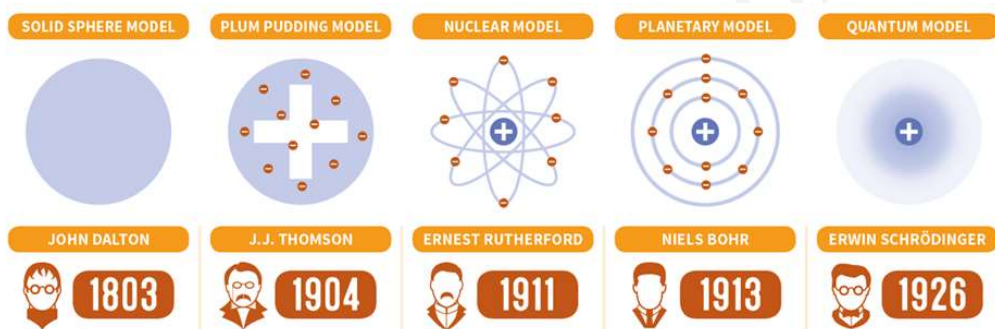 SOLID SPHERE MODEL
PLUM PUDDING MODEL
NUCLEAR MODEL
PLANETARY MODEL
QUANTUM MODEL
JOHN DALTON
J.J. THOMSON
ERNEST RUTHERFORD
NIELS BOHR
ERWIN SCHRÖDINGER
1803
1904
1911
1913
1926